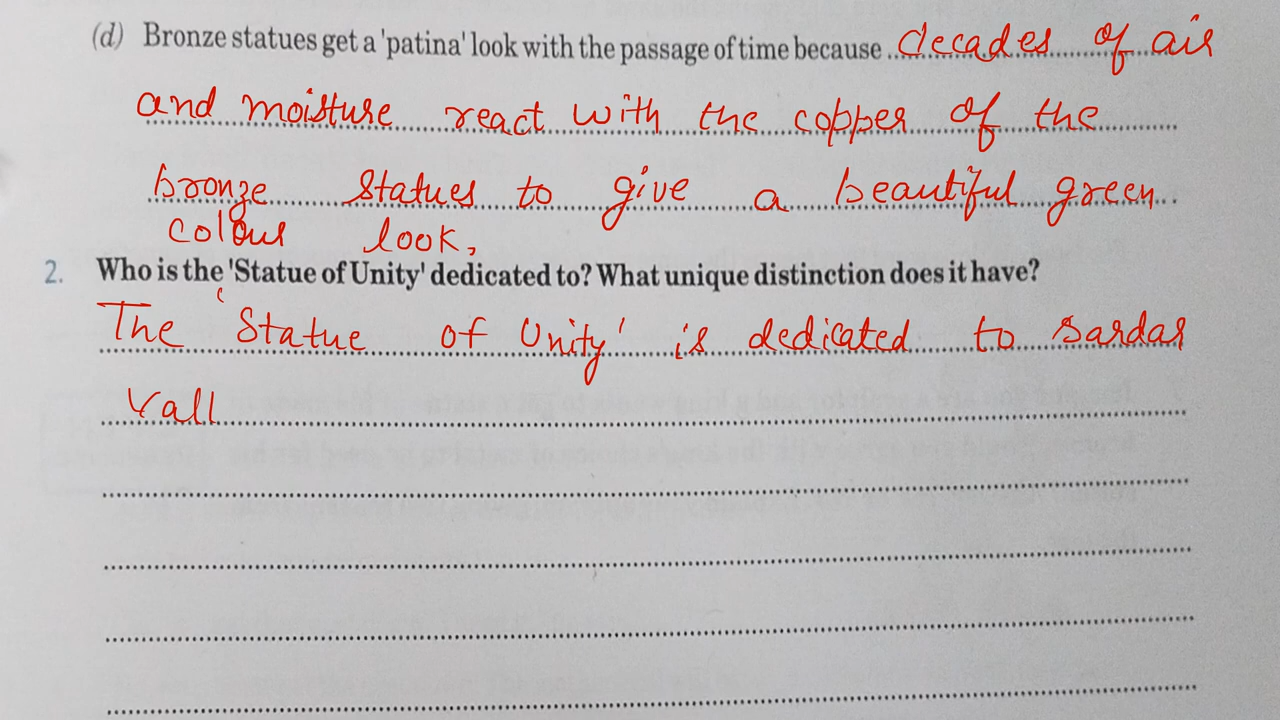 (d) Bronze statues get a 'patina' look with the passage of time because decades of air
and moisture react with the copper of the
bronze statues to give a beautiful green
colour look,
2. Who is the 'Statue of Unity' dedicated to? What unique distinction does it have?
The 'Statue of Unity' is dedicated to Sardar
Vall